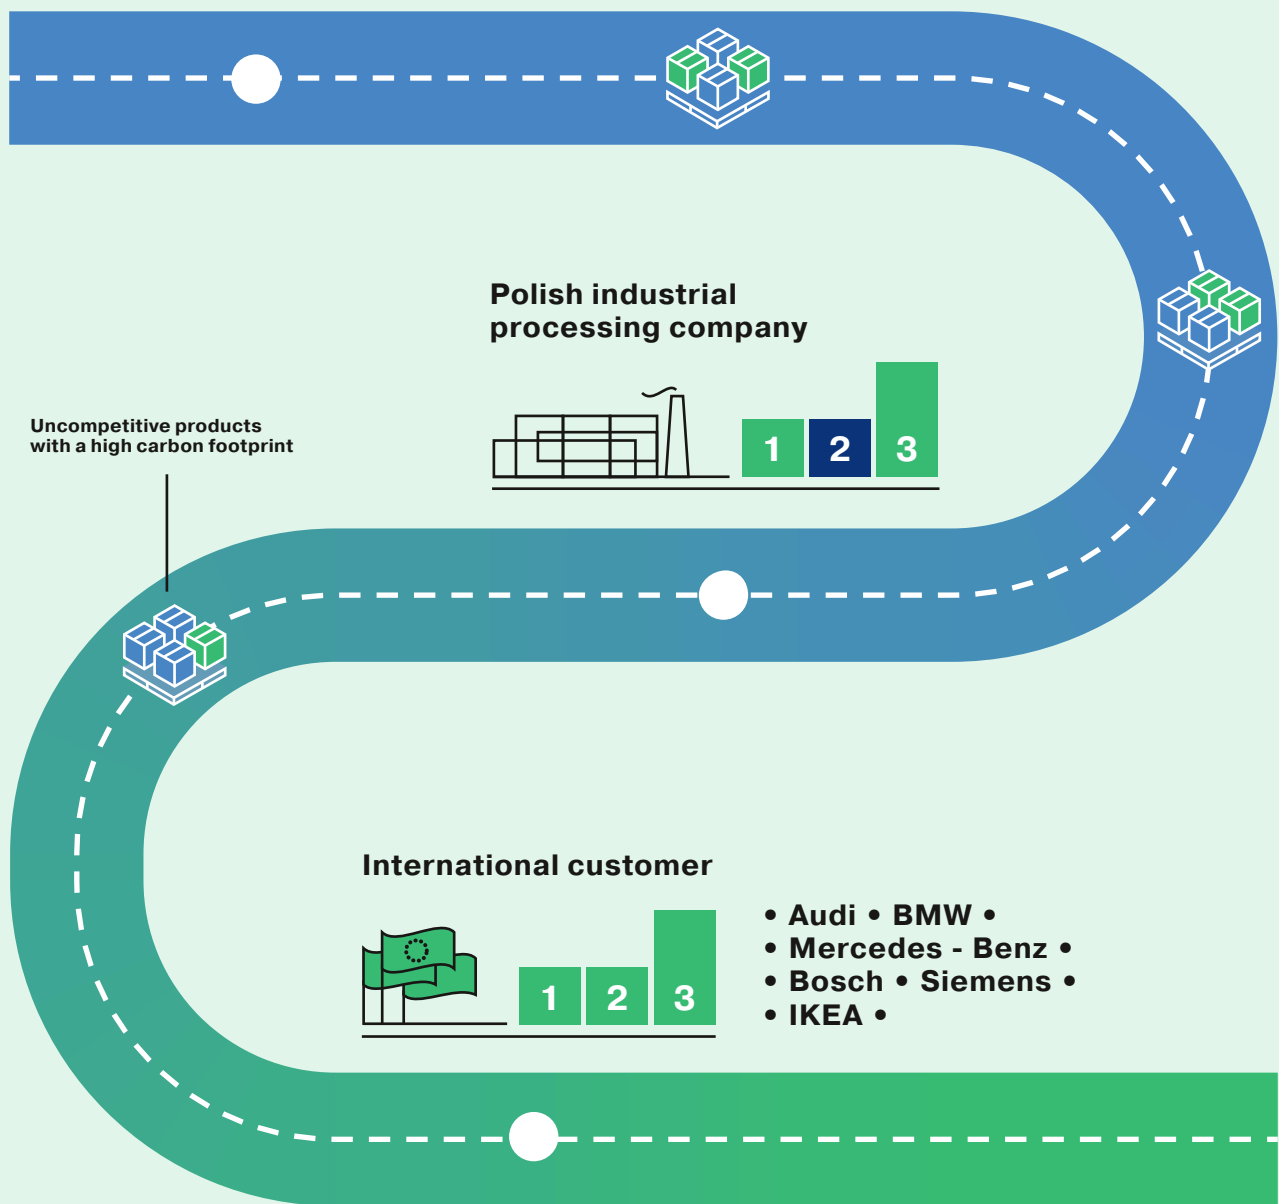 Polish industrial
processing company
1 2 3
Uncompetitive products
with a high carbon footprint
International customer
1 2 3
• Audi • BMW •
• Mercedes - Benz •
• Bosch • Siemens •
• IKEA •